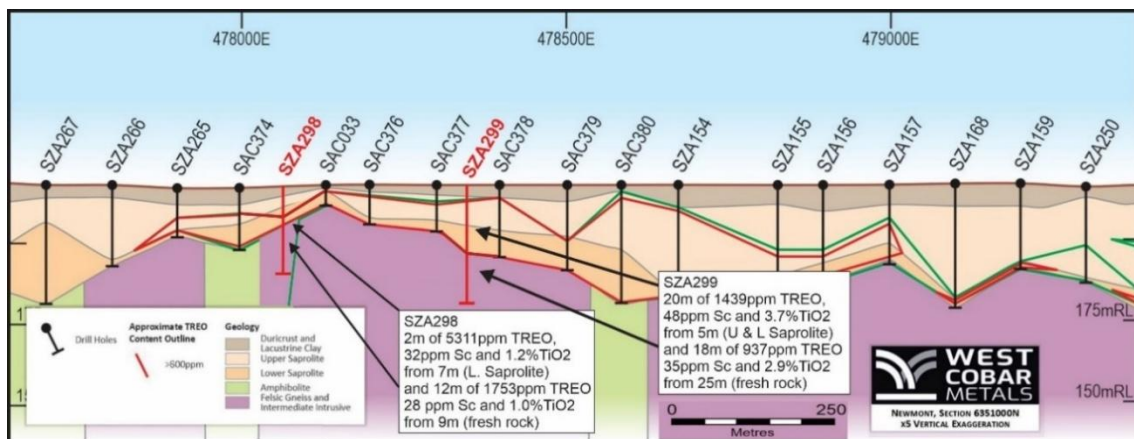 478000E
478500E
479000E
SZA267
SZA266
SZA265
SAC374
SZA298
SAC033
SAC376
SAC377
SZA299
SAC378
SAC379
SAC380
SZA154
SZA155
SZA156
SZA157
SZA168
SZA159
SZA250
SZA298
2m of 5311ppm TREO,
32ppm Sc and 1.2%TiO2
from 7m (L. Saprolite)
and 12m of 1753ppm TREO
28 ppm Sc and 1.0%TiO2
from 9m (fresh rock)
SZA299
20m of 1439ppm TREO,
48ppm Sc and 3.7%TiO2
from 5m (U & L Saprolite)
and 18m of 937ppm TREO
35ppm Sc and 2.9%TiO2
from 25m (fresh rock)
Drill Holes
Approximate TREO
Content Outline
>600ppm
Geology
Duricrust and
Lacustrine Clay
Upper Saprolite
Lower Saprolite
Amphibolite
Felsic Gneiss and
Intermediate Intrusive
0 250
Metres
175mRL
150mRL
WEST
COBAR
METALS
NEWMONT, SECTION 6351000N
X5 VERTICAL EXAGGERATION